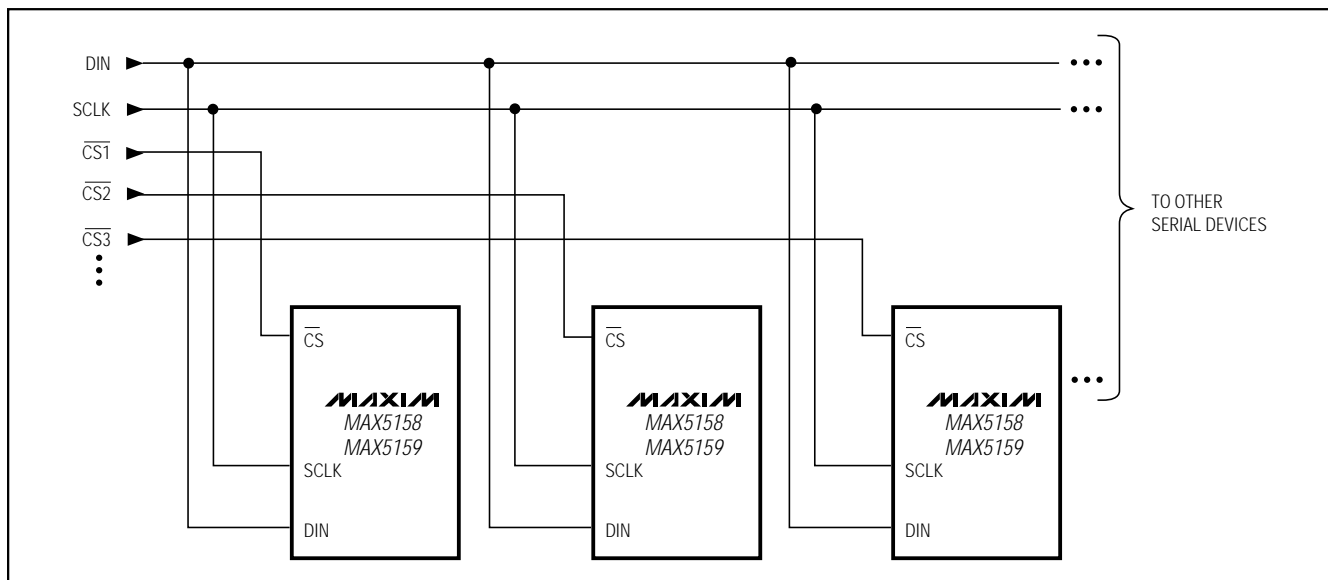 DIN
SCLK
CS1
CS2
CS3
TO OTHER
SERIAL DEVICES
CS
MAXIM
MAX5158
MAX5159
SCLK
DIN
CS
MAXIM
MAX5158
MAX5159
SCLK
DIN
CS
MAXIM
MAX5158
MAX5159
SCLK
DIN